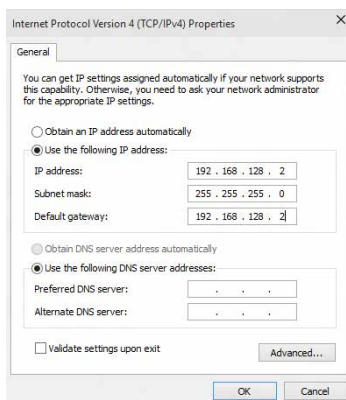 Internet Protocol Version 4 (TCP/IPv4) Properties
General
You can get IP settings assigned automatically if your network supports
this capability. Otherwise, you need to ask your network administrator
for the appropriate IP settings.
Obtain an IP address automatically
Use the following IP address:
IP address: 192 . 168 . 128 . 2
Subnet mask: 255 . 255 . 255 . 0
Default gateway: 192 . 168 . 128 . 2
Obtain DNS server address automatically
Use the following DNS server addresses:
Preferred DNS server: . . .
Alternate DNS server: . . .
Validate settings upon exit
Advanced...
OK Cancel